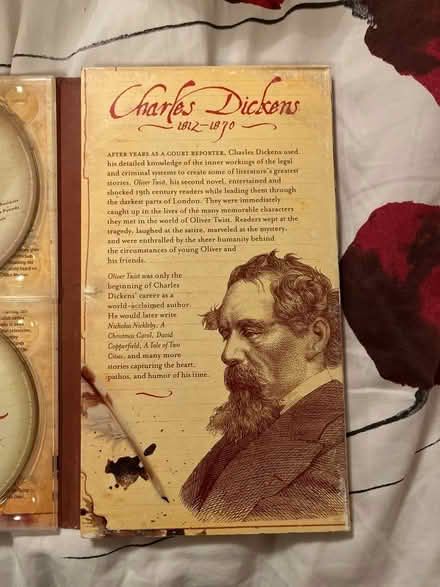 Charles Dickens
1812–1870
AFTER YEARS AS A COURT REPORTER, Charles Dickens used
his detailed knowledge of the inner workings of the legal
and criminal systems to create some of literature's greatest
stories. Oliver Twist, his second novel, entertained and
shocked 19th century readers while leading them through
the darkest parts of London. They were immediately
caught up in the lives of the many memorable characters
they met in the world of Oliver Twist. Readers wept at the
tragedy, laughed at the satire, marveled at the mystery,
and were enthralled by the sheer humanity behind
the circumstances of young Oliver and
his friends.
Oliver Twist was only the
beginning of Charles
Dickens' career as a
world-acclaimed author.
He would later write
Nicholas Nickleby, A
Christmas Carol, David
Copperfield, A Tale of Two
Cities, and many more
stories capturing the heart,
pathos, and humor of his time.